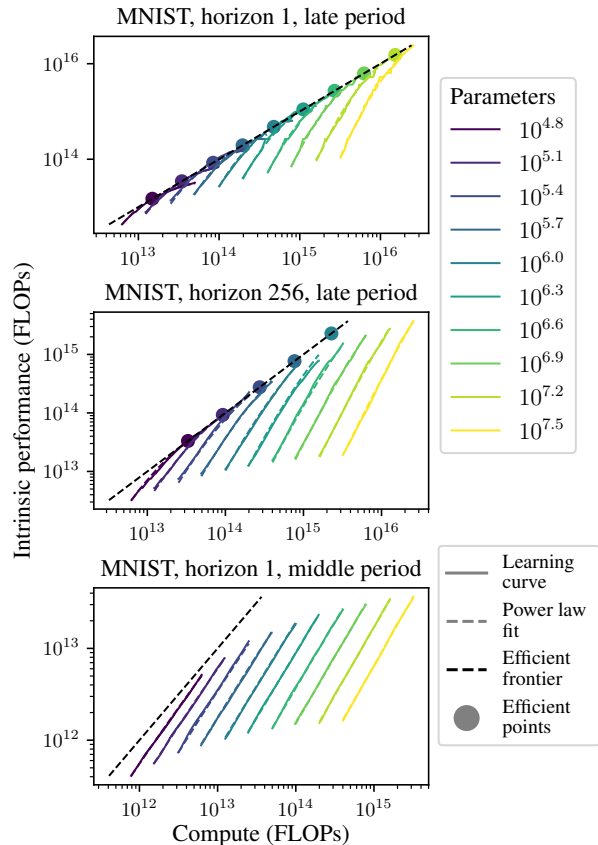 MNIST, horizon 1, late period
10^16
10^14
10^13
10^14
10^15
10^16
MNIST, horizon 256, late period
10^15
10^14
10^13
10^13
10^14
10^15
10^16
MNIST, horizon 1, middle period
10^13
10^12
10^12
10^13
10^14
10^15
Compute (FLOPs)
Intrinsic performance (FLOPs)
Parameters
10^4.8
10^5.1
10^5.4
10^5.7
10^6.0
10^6.3
10^6.6
10^6.9
10^7.2
10^7.5
Learning
curve
Power law
fit
Efficient
frontier
Efficient
points